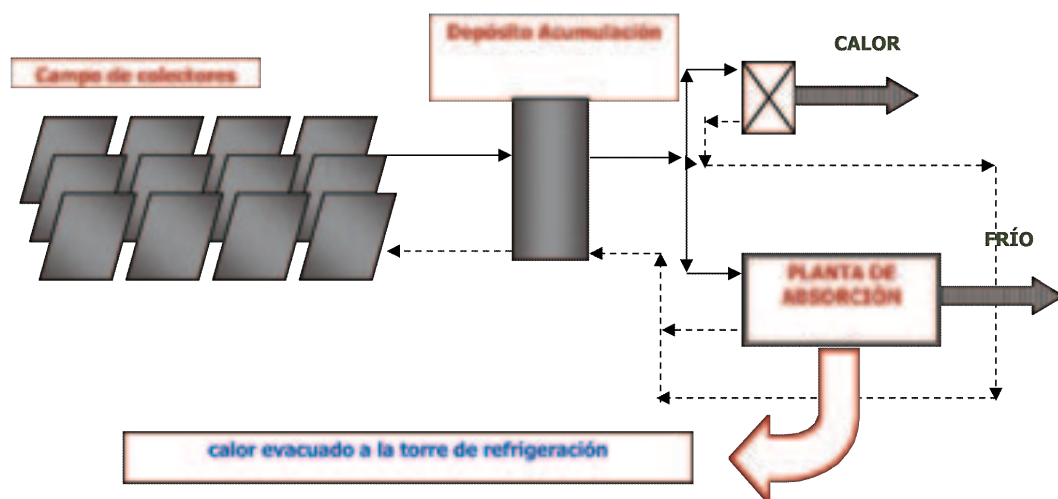 Depósito Acumulación
CALOR
Campo de colectores
FRÍO
PLANTA DE
ABSORCIÓN
calor evacuado a la torre de refrigeración